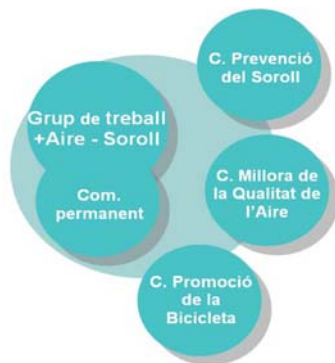 C. Prevenció
del Soroll
Grup de treball
+Aire - Soroll
Com.
permanent
C. Millora de
la Qualitat de
l'Aire
C. Promoció
de la
Bicicleta